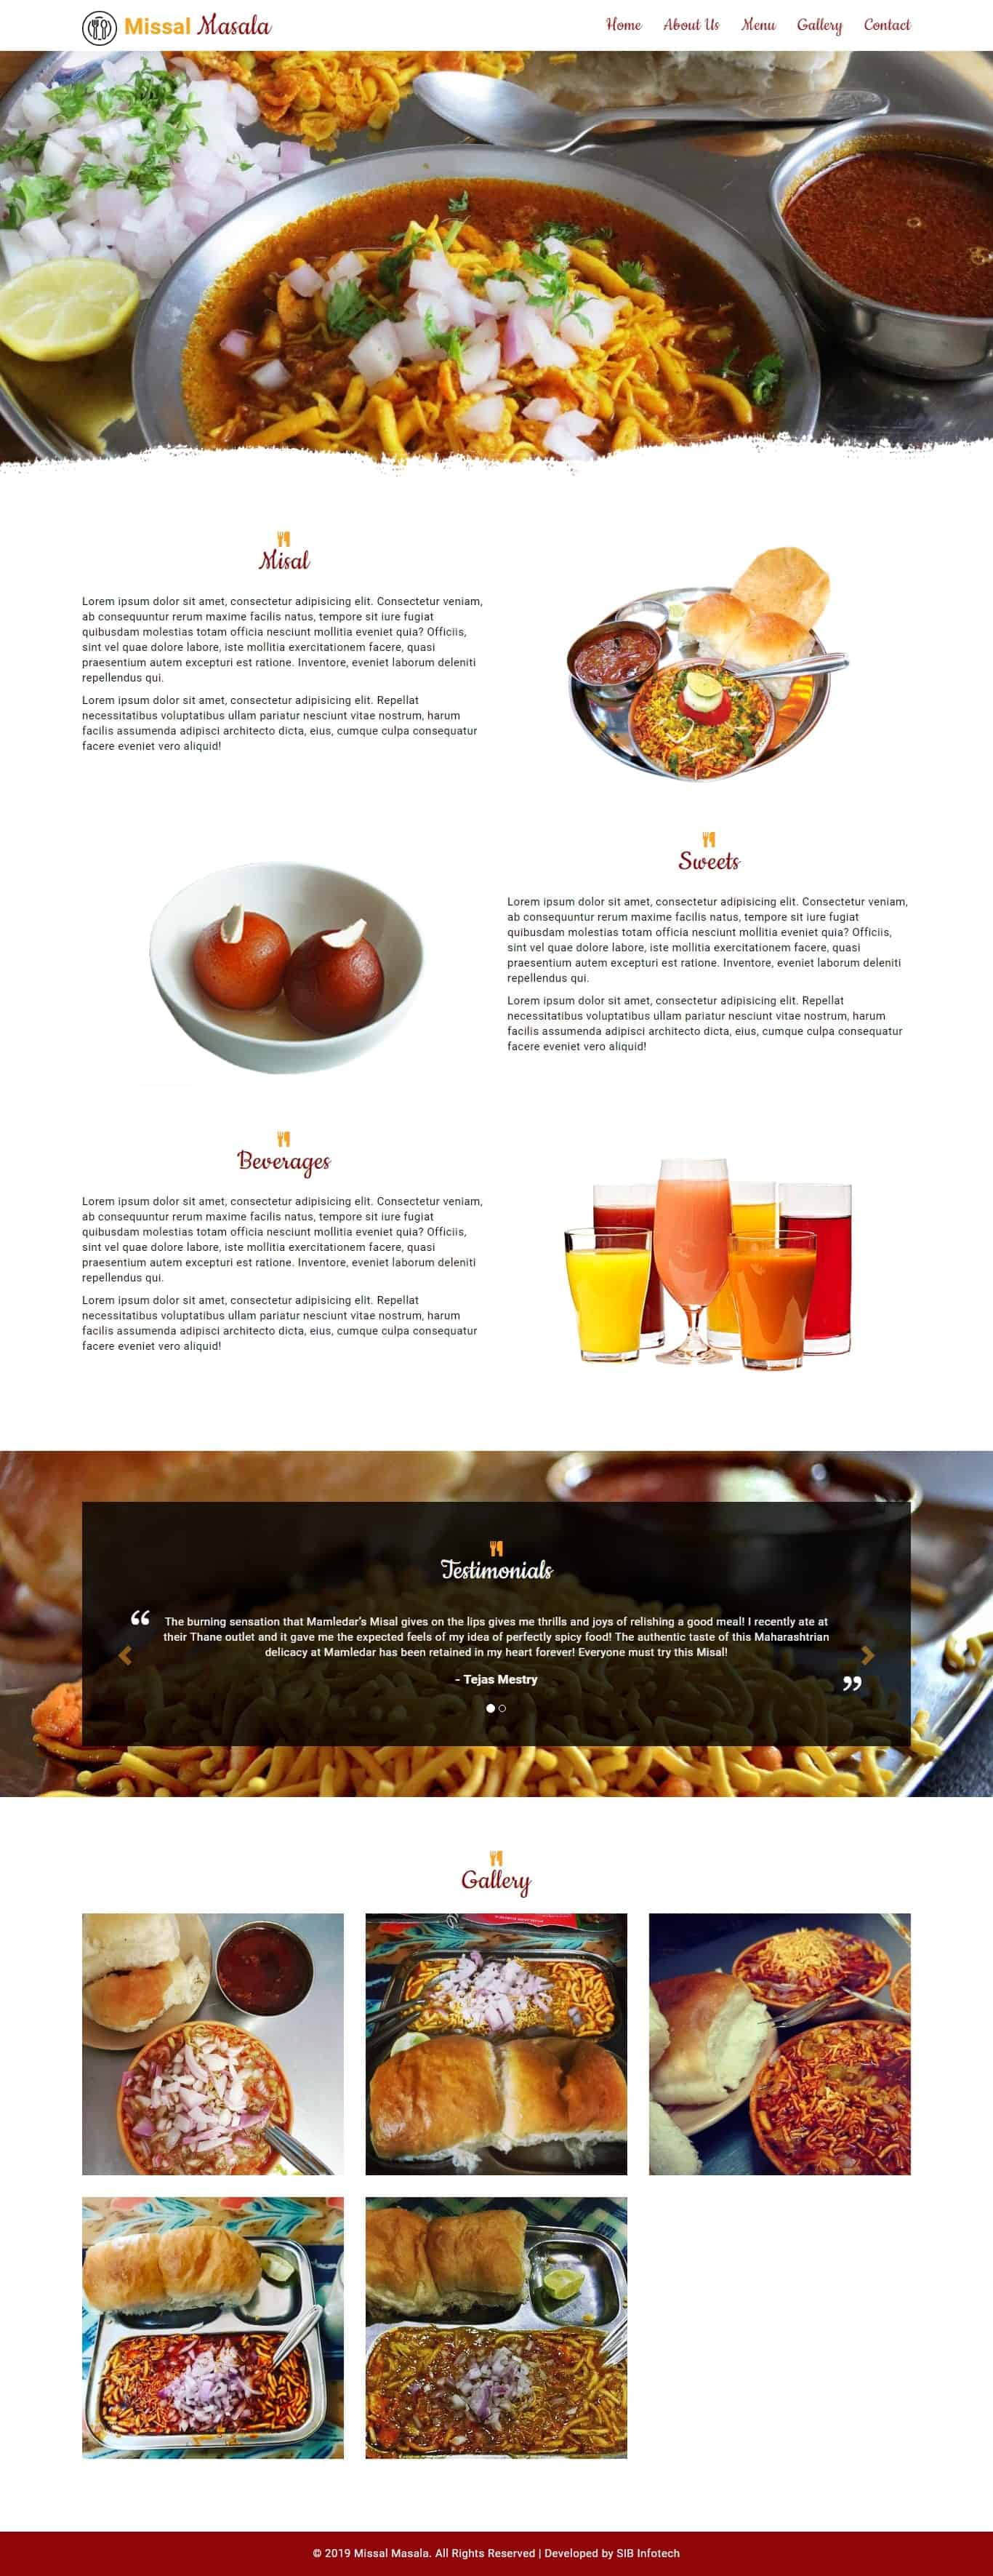 Missal Masala
Home About Us Menu Gallery Contact
Misal
Lorem ipsum dolor sit amet, consectetur adipisicing elit. Consectetur veniam,
ab consequuntur rerum maxime facilis natus, tempore sit iure fugiat
quibusdam molestias totam officia nesciunt mollitia eveniet quia? Officiis,
sint vel quae dolore labore, iste mollitia exercitationem facere, quasi
praesentium autem excepturi est ratione. Inventore, eveniet laborum deleniti
repellendus qui.
Lorem ipsum dolor sit amet, consectetur adipisicing elit. Repellat
necessitatibus voluptatibus ullam pariatur nesciunt vitae nostrum, harum
facilis assumenda adipisci architecto dicta, eius, cumque culpa consequatur
facere eveniet vero aliquid!
Sweets
Lorem ipsum dolor sit amet, consectetur adipisicing elit. Consectetur veniam,
ab consequuntur rerum maxime facilis natus, tempore sit iure fugiat
quibusdam molestias totam officia nesciunt mollitia eveniet quia? Officiis,
sint vel quae dolore labore, iste mollitia exercitationem facere, quasi
praesentium autem excepturi est ratione. Inventore, eveniet laborum deleniti
repellendus qui.
Lorem ipsum dolor sit amet, consectetur adipisicing elit. Repellat
necessitatibus voluptatibus ullam pariatur nesciunt vitae nostrum, harum
facilis assumenda adipisci architecto dicta, eius, cumque culpa consequatur
facere eveniet vero aliquid!
Beverages
Lorem ipsum dolor sit amet, consectetur adipisicing elit. Consectetur veniam,
ab consequuntur rerum maxime facilis natus, tempore sit iure fugiat
quibusdam molestias totam officia nesciunt mollitia eveniet quia? Officiis,
sint vel quae dolore labore, iste mollitia exercitationem facere, quasi
praesentium autem excepturi est ratione. Inventore, eveniet laborum deleniti
repellendus qui.
Lorem ipsum dolor sit amet, consectetur adipisicing elit. Repellat
necessitatibus voluptatibus ullam pariatur nesciunt vitae nostrum, harum
facilis assumenda adipisci architecto dicta, eius, cumque culpa consequatur
facere eveniet vero aliquid!
Testimonials
“ The burning sensation that Mamledar's Misal gives on the lips gives me thrills and joys of relishing a good meal! I recently ate at
their Thane outlet and it gave me the expected feels of my idea of perfectly spicy food! The authentic taste of this Maharashtrian
delicacy at Mamledar has been retained in my heart forever! Everyone must try this Misal!
- Tejas Mestry ”
Gallery
© 2019 Missal Masala. All Rights Reserved | Developed by SIB Infotech